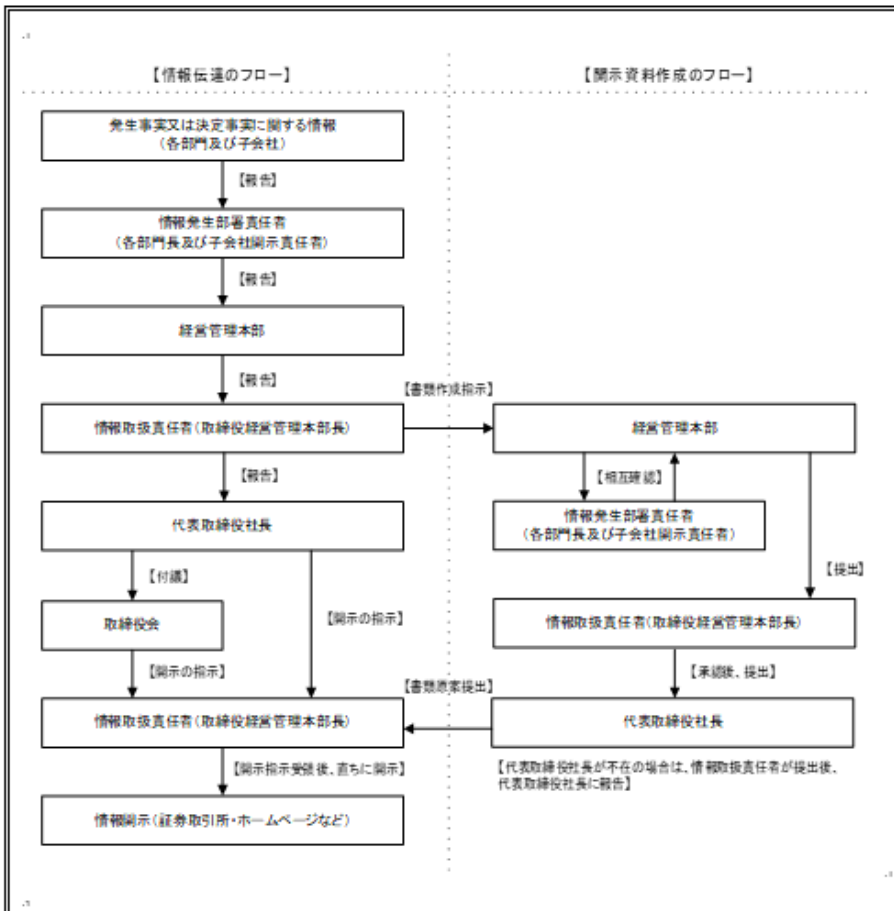 【情報伝達のフロー】
【開示資料作成のフロー】
発生事実又は決定事実に関する情報
（各部門及び子会社）
【報告】
情報発生部署責任者
（各部門長及び子会社開示責任者）
【報告】
経営管理本部
【報告】
【書類作成指示】
情報取扱責任者（取締役経営管理本部長）
経営管理本部
【報告】
【相互確認】
代表取締役社長
情報発生部署責任者
（各部門長及び子会社開示責任者）
【付議】
【提出】
取締役会
【開示の指示】
情報取扱責任者（取締役経営管理本部長）
【開示の指示】
【承認後、提出】
【書類原案提出】
情報取扱責任者（取締役経営管理本部長）
代表取締役社長
【開示指示受領後、直ちに開示】
【代表取締役社長が不在の場合は、情報取扱責任者が提出後、
代表取締役社長に報告】
情報開示（証券取引所・ホームページなど）